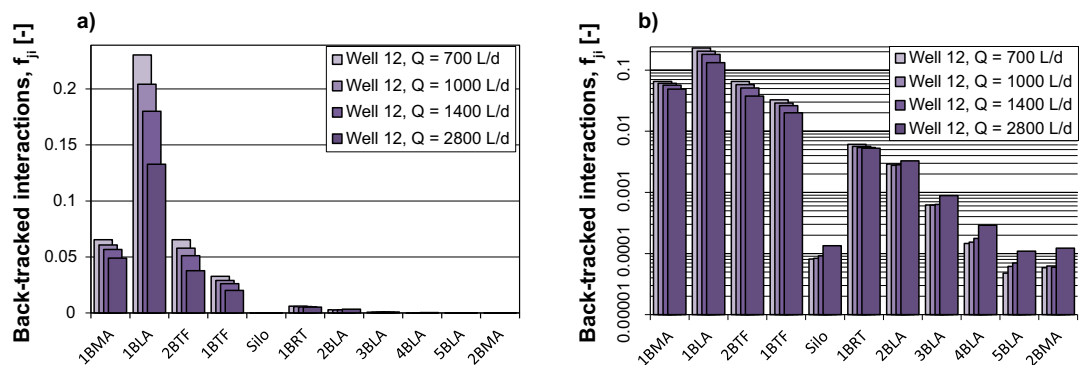 a)
Back-tracked interactions, fji [-]
0.2
0.15
0.1
0.05
0
Well 12, Q = 700 L/d
Well 12, Q = 1000 L/d
Well 12, Q = 1400 L/d
Well 12, Q = 2800 L/d
1BMA
1BLA
2BTF
1BTF
Silo
1BRT
2BLA
3BLA
4BLA
5BLA
2BMA
b)
Back-tracked interactions, fji [-]
0.1
0.01
0.001
0.0001
0.00001
Well 12, Q = 700 L/d
Well 12, Q = 1000 L/d
Well 12, Q = 1400 L/d
Well 12, Q = 2800 L/d
1BMA
1BLA
2BTF
1BTF
Silo
1BRT
2BLA
3BLA
4BLA
5BLA
2BMA